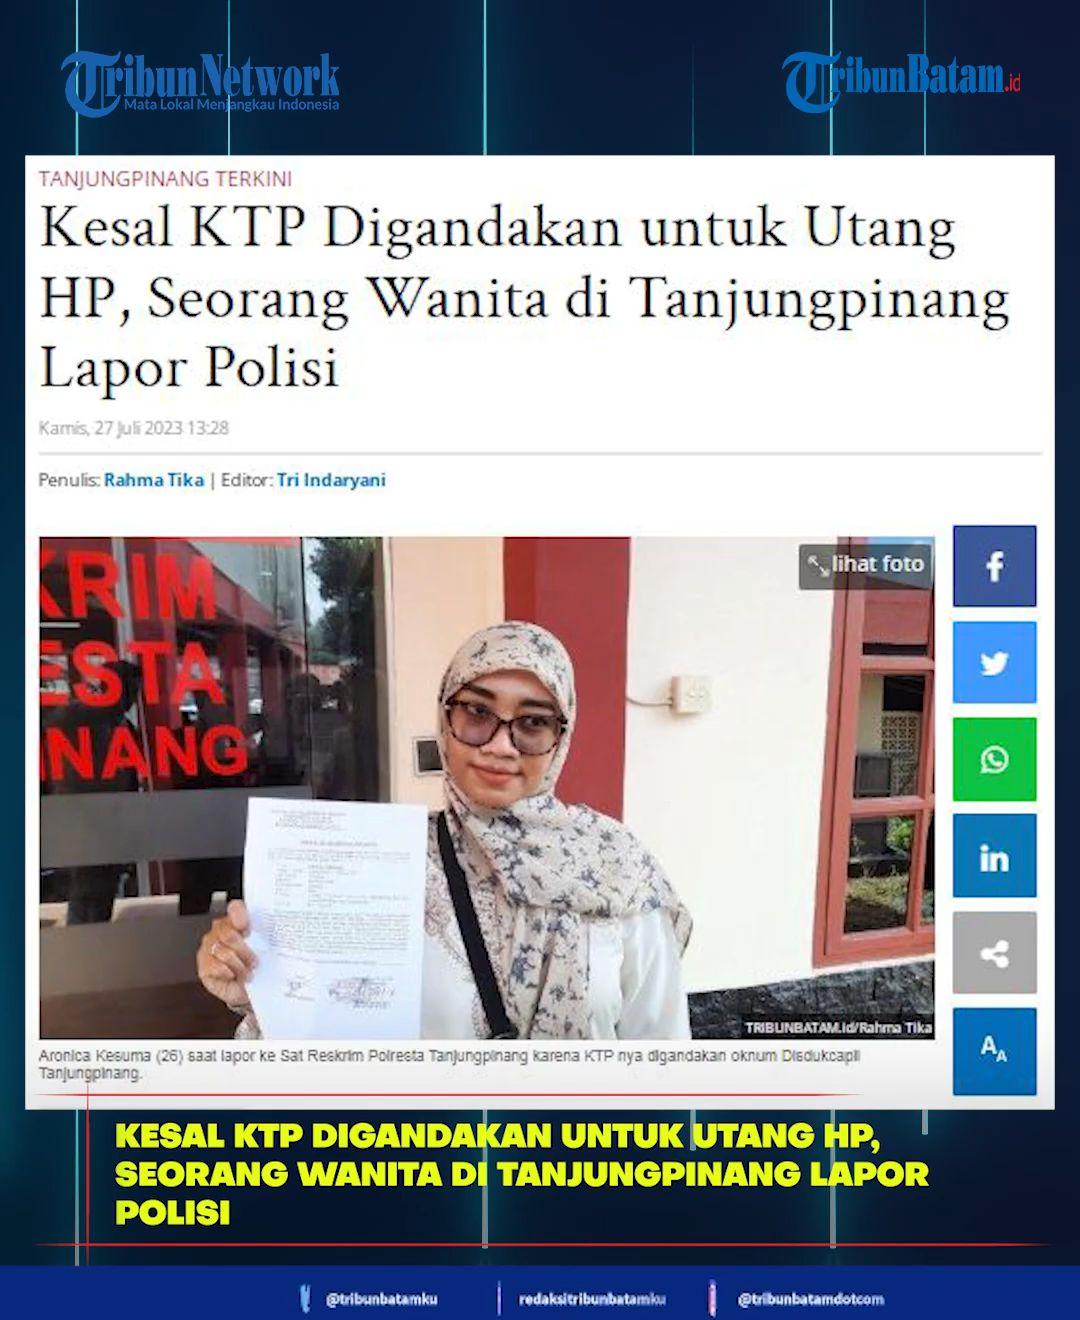 TribunNetwork
Mata Lokal Menjangkau Indonesia
TribunBatam.id
TANJUNGPINANG TERKINI
Kesal KTP Digandakan untuk Utang
HP, Seorang Wanita di Tanjungpinang
Lapor Polisi
Kamis, 27 Juli 2023 13:28
Penulis: Rahma Tika | Editor: Tri Indaryani
lihat foto
KRIM
ESTA
INANG
TRIBUNBATAM.id/Rahma Tika
Aronica Kesuma (26) saat lapor ke Sat Reskrim Polresta Tanjungpinang karena KTP nya digandakan oknum Disdukcapil
Tanjungpinang.
KESAL KTP DIGANDAKAN UNTUK UTANG HP,
SEORANG WANITA DI TANJUNGPINANG LAPOR
POLISI
@tribunbatamku
redaksitribunbatamku
@tribunbatamdotcom